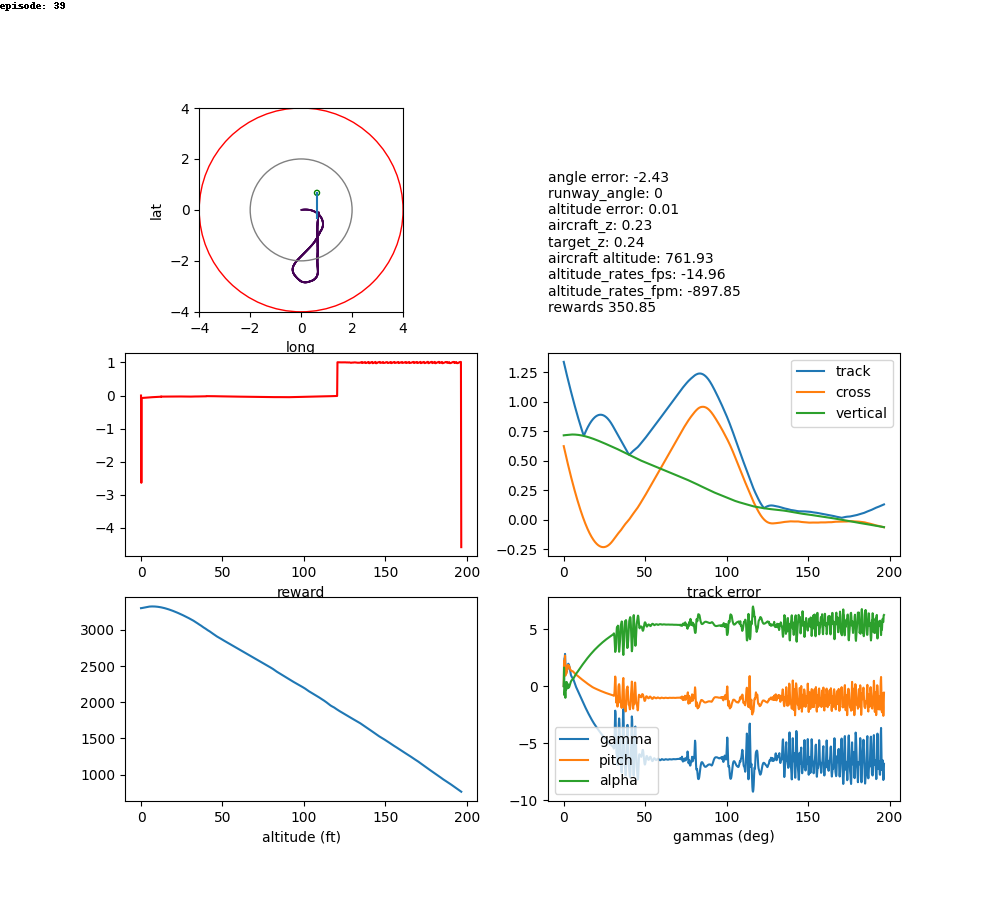 episode: 39
4
2
0
−2
−4
lat
−4 −2 0 2 4
long
angle error: -2.43
runway_angle: 0
altitude error: 0.01
aircraft_z: 0.23
target_z: 0.24
aircraft altitude: 761.93
altitude_rates_fps: -14.96
altitude_rates_fpm: -897.85
rewards 350.85
1
0
−1
−2
−3
−4
0 50 100 150 200
reward
1.25
1.00
0.75
0.50
0.25
0.00
−0.25
track
cross
vertical
0 50 100 150 200
track error
3000
2500
2000
1500
1000
0 50 100 150 200
altitude (ft)
5
0
−5
−10
gamma
pitch
alpha
0 50 100 150 200
gammas (deg)